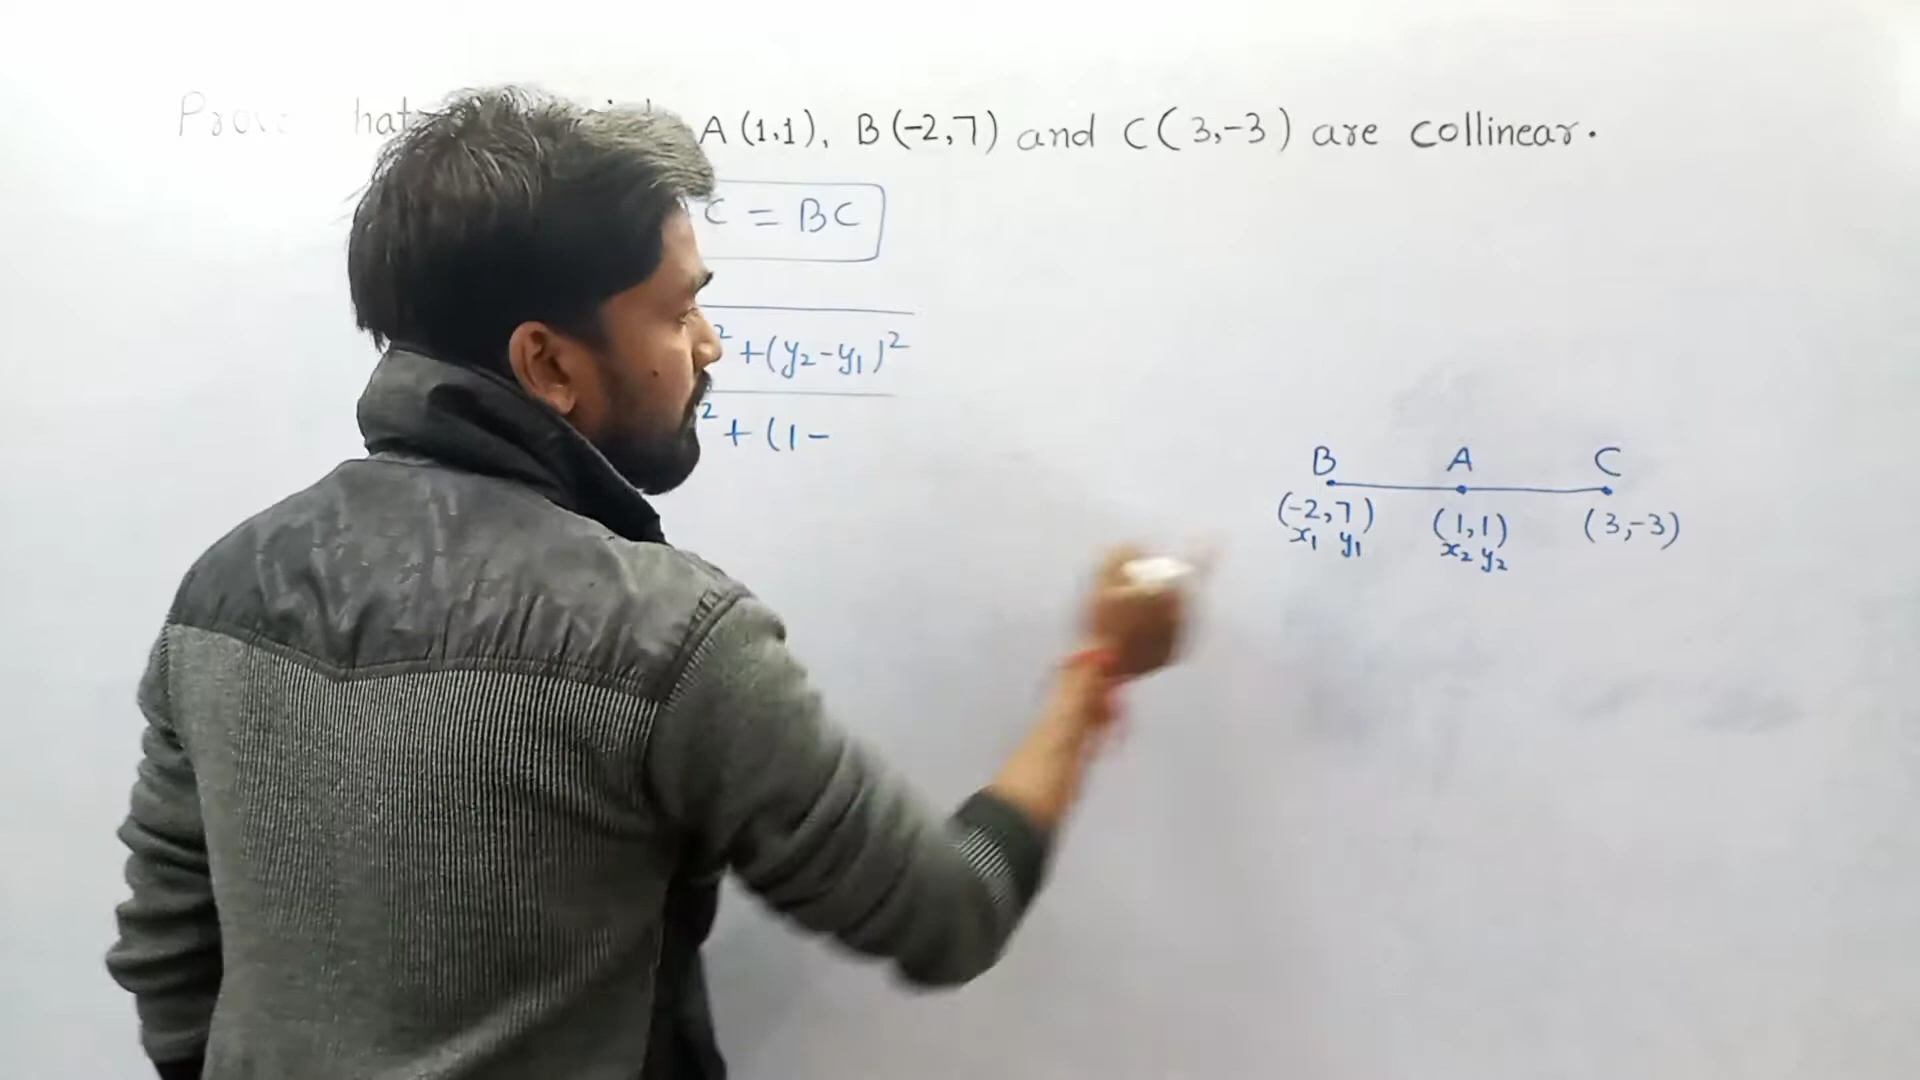 Prove hat A (1,1), B (-2,7) and C( 3,-3 ) are collinear.
C = BC
² +(y₂-y₁)²
² + (1-
B A C
(-2,7) (1,1) (3,-3)
x₁ y₁ x₂ y₂